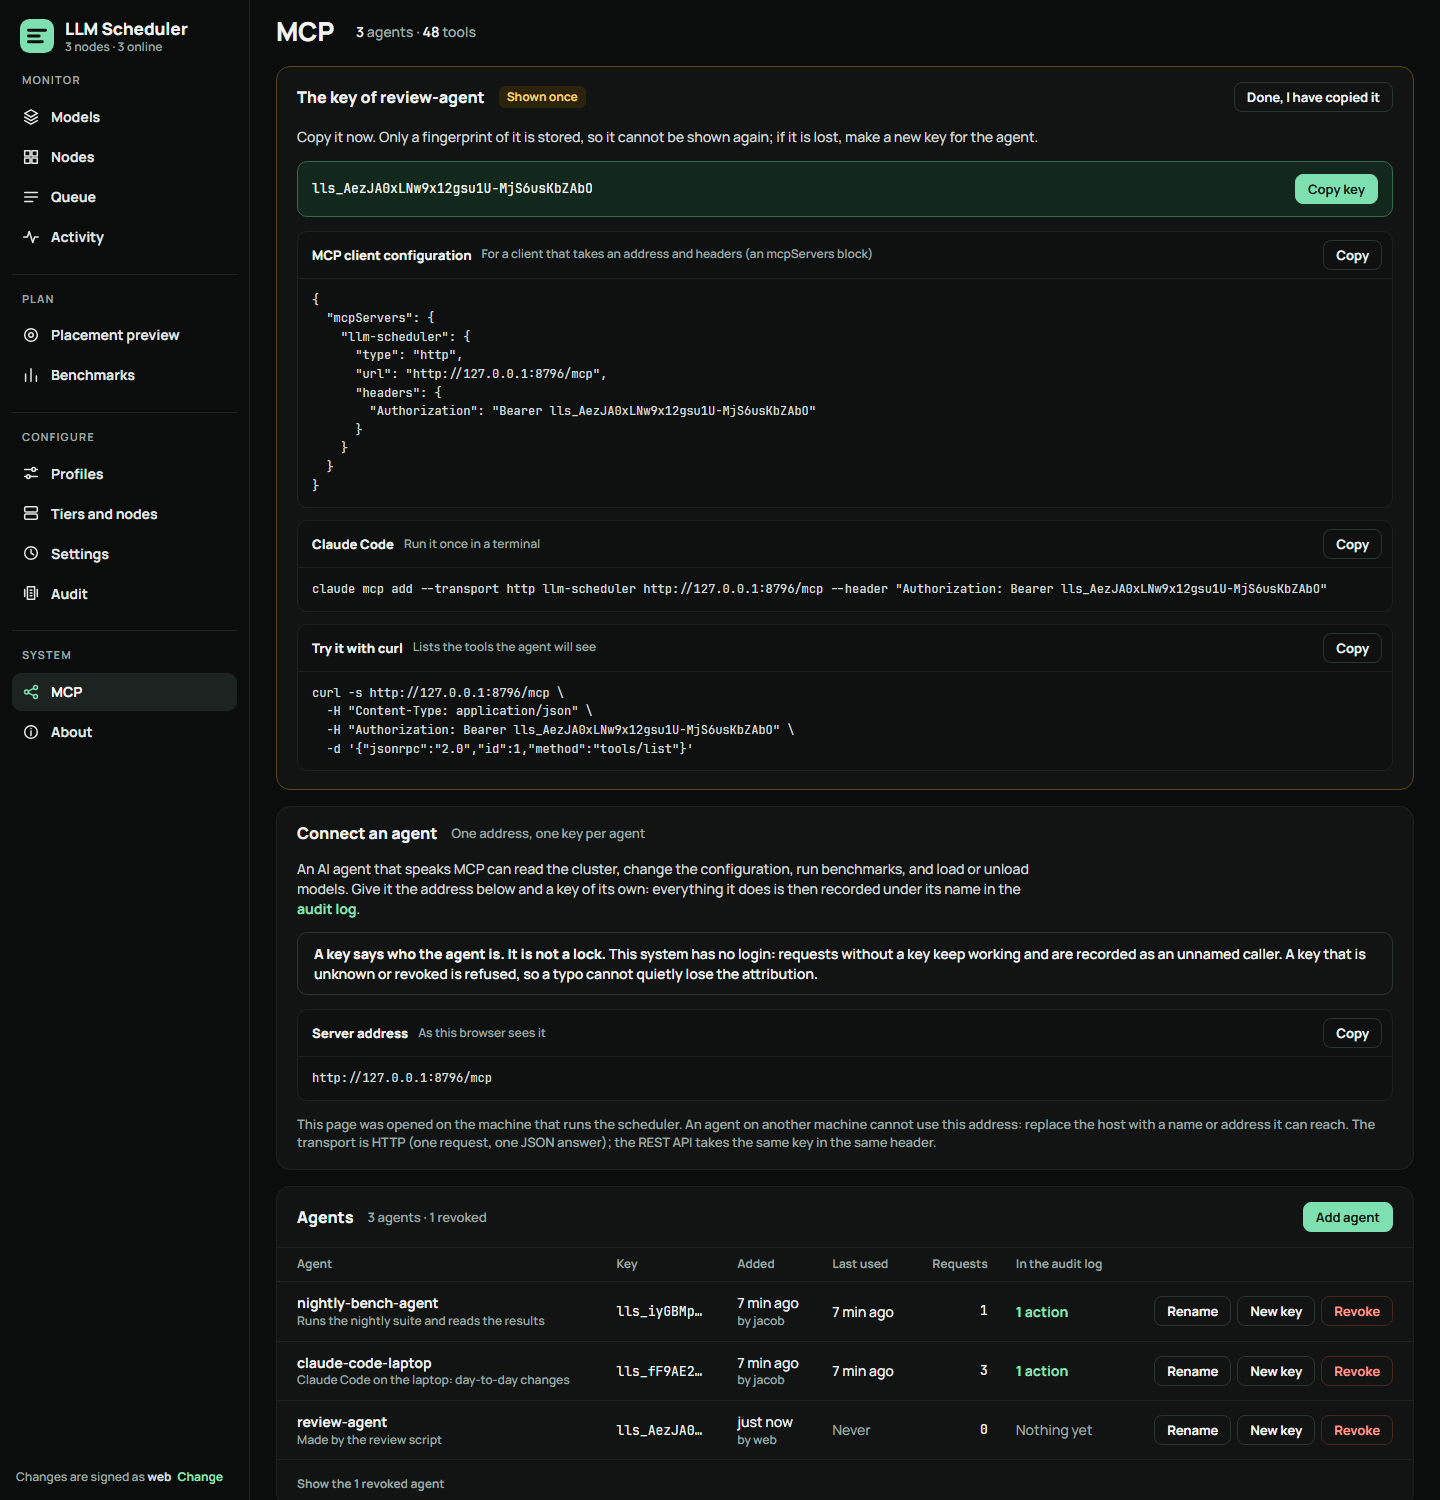 LLM Scheduler
3 nodes · 3 online
MONITOR
Models
Nodes
Queue
Activity
PLAN
Placement preview
Benchmarks
CONFIGURE
Profiles
Tiers and nodes
Settings
Audit
SYSTEM
MCP
About
Changes are signed as web Change
MCP 3 agents · 48 tools
The key of review-agent Shown once Done, I have copied it
Copy it now. Only a fingerprint of it is stored, so it cannot be shown again; if it is lost, make a new key for the agent.
lls_AezJA0xLNw9x12gsu1U-MjS6usKbZAbO Copy key
MCP client configuration For a client that takes an address and headers (an mcpServers block) Copy
{
  "mcpServers": {
    "llm-scheduler": {
      "type": "http",
      "url": "http://127.0.0.1:8796/mcp",
      "headers": {
        "Authorization": "Bearer lls_AezJA0xLNw9x12gsu1U-MjS6usKbZAbO"
      }
    }
  }
}
Claude Code Run it once in a terminal Copy
claude mcp add --transport http llm-scheduler http://127.0.0.1:8796/mcp --header "Authorization: Bearer lls_AezJA0xLNw9x12gsu1U-MjS6usKbZAbO"
Try it with curl Lists the tools the agent will see Copy
curl -s http://127.0.0.1:8796/mcp \
  -H "Content-Type: application/json" \
  -H "Authorization: Bearer lls_AezJA0xLNw9x12gsu1U-MjS6usKbZAbO" \
  -d '{"jsonrpc":"2.0","id":1,"method":"tools/list"}'
Connect an agent One address, one key per agent
An AI agent that speaks MCP can read the cluster, change the configuration, run benchmarks, and load or unload
models. Give it the address below and a key of its own: everything it does is then recorded under its name in the
audit log.
A key says who the agent is. It is not a lock. This system has no login: requests without a key keep working and are recorded as an unnamed caller. A key that is
unknown or revoked is refused, so a typo cannot quietly lose the attribution.
Server address As this browser sees it Copy
http://127.0.0.1:8796/mcp
This page was opened on the machine that runs the scheduler. An agent on another machine cannot use this address: replace the host with a name or address it can reach. The
transport is HTTP (one request, one JSON answer); the REST API takes the same key in the same header.
Agents 3 agents · 1 revoked Add agent
Agent Key Added Last used Requests In the audit log
nightly-bench-agent
Runs the nightly suite and reads the results
lls_iyGBMp…
7 min ago
by jacob
7 min ago
1
1 action
Rename New key Revoke
claude-code-laptop
Claude Code on the laptop: day-to-day changes
lls_fF9AE2…
7 min ago
by jacob
7 min ago
3
1 action
Rename New key Revoke
review-agent
Made by the review script
lls_AezJA0…
just now
by web
Never
0
Nothing yet
Rename New key Revoke
Show the 1 revoked agent